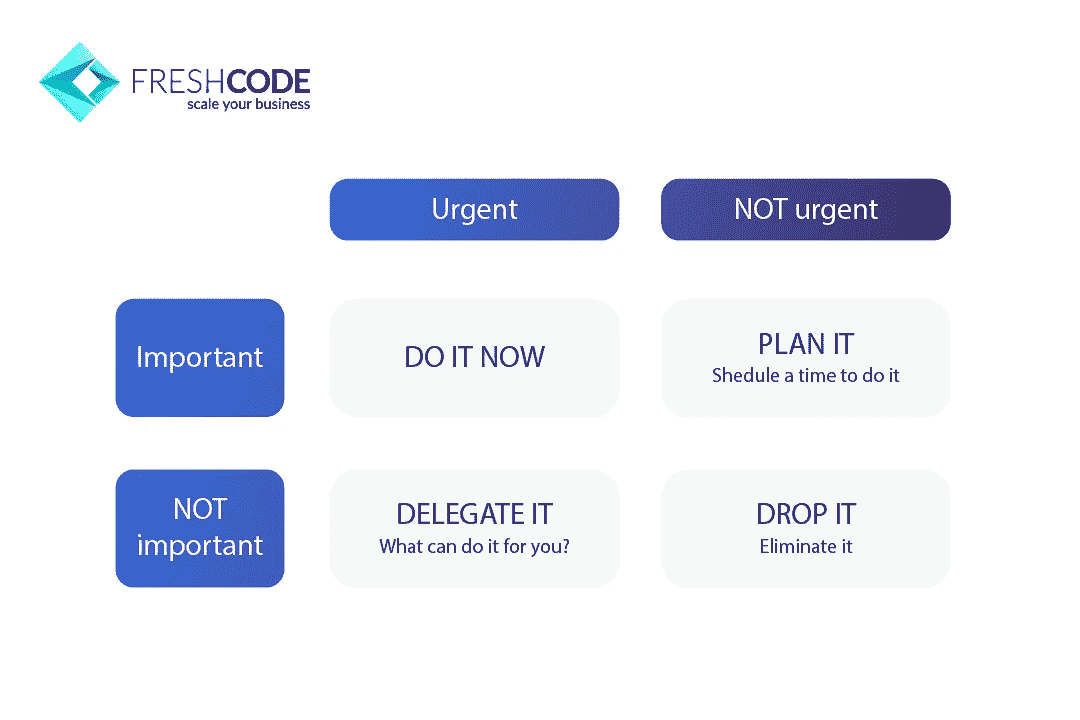 FRESHCODE
scale your business
Urgent
NOT urgent
Important
DO IT NOW
PLAN IT
Shedule a time to do it
NOT
important
DELEGATE IT
What can do it for you?
DROP IT
Eliminate it